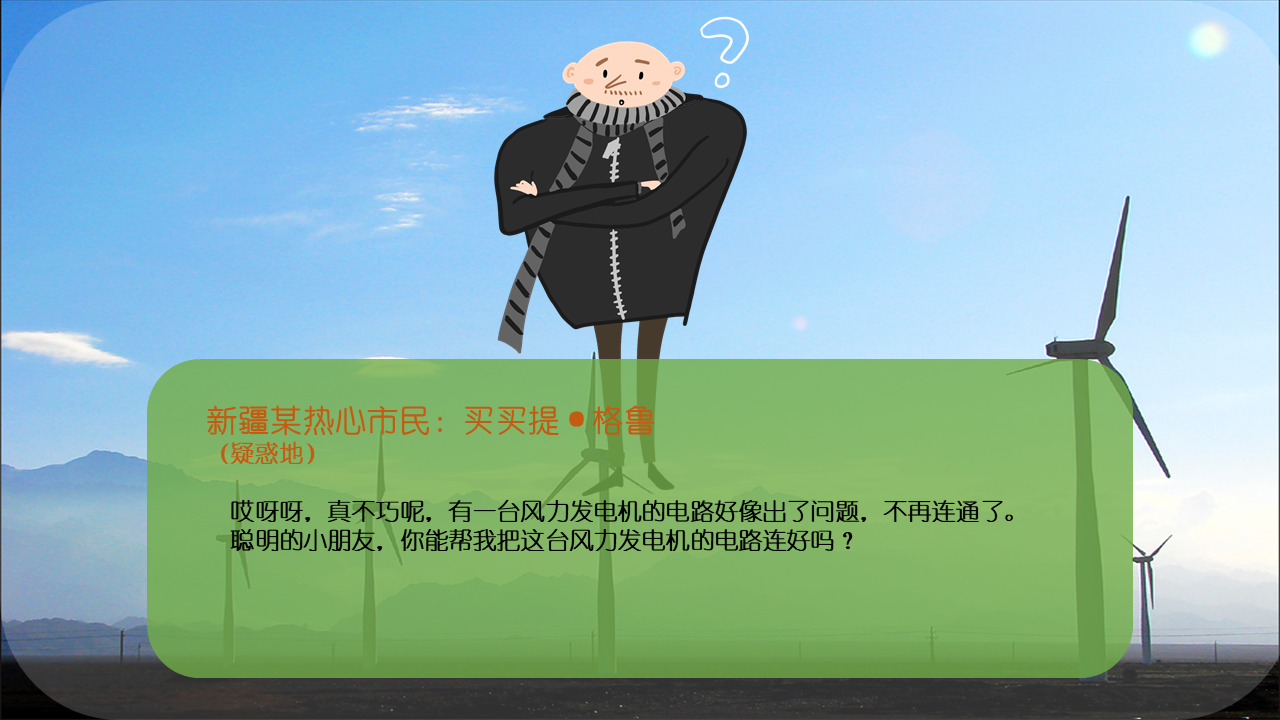 新疆某热心市民：买买提●格鲁
（疑惑地）
哎呀呀，真不巧呢，有一台风力发电机的电路好像出了问题，不再连通了。
聪明的小朋友，你能帮我把这台风力发电机的电路连好吗？